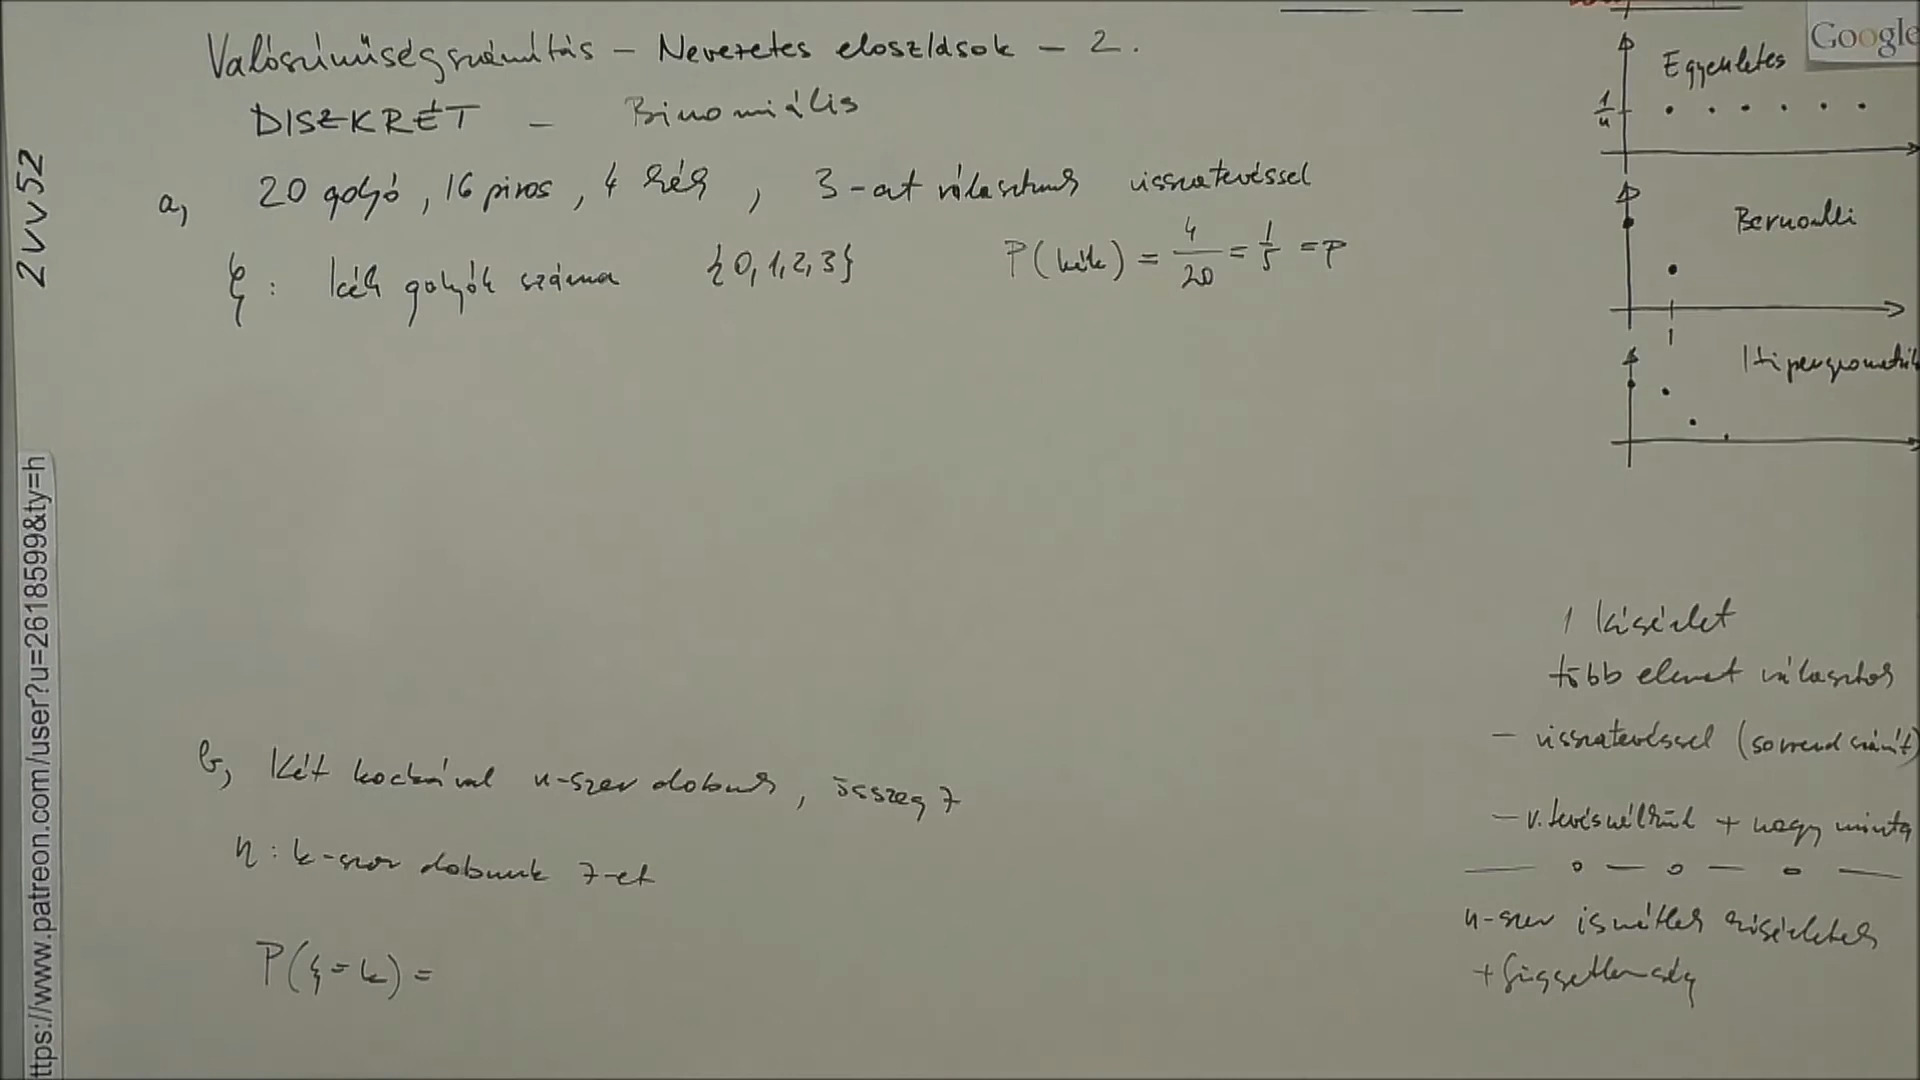 Valószínűségszámítás – Nevezetes eloszlások – 2.
DISZKRÉT – Binomiális
a, 20 golyó, 16 piros, 4 kék, 3-at választunk visszatevéssel
ξ: kék golyók száma {0,1,2,3} P(kék) = 4/20 = 1/5 = P
b, Két kockával n-szer dobunk, összeg 7
η: k-szor dobunk 7-et
P(ξ=k) =
Google
Egyenletes
1/n
Bernoulli
1
Hipergeometrik
1 kísérlet
több elemet választok
– visszatevéssel (sorrend számít)
– v.tevés nélkül + nagy minta
n-szer ismétlek kísérletek
+ függetlenség
2vv52
ttps://www.patreon.com/user?u=2618599&ty=h